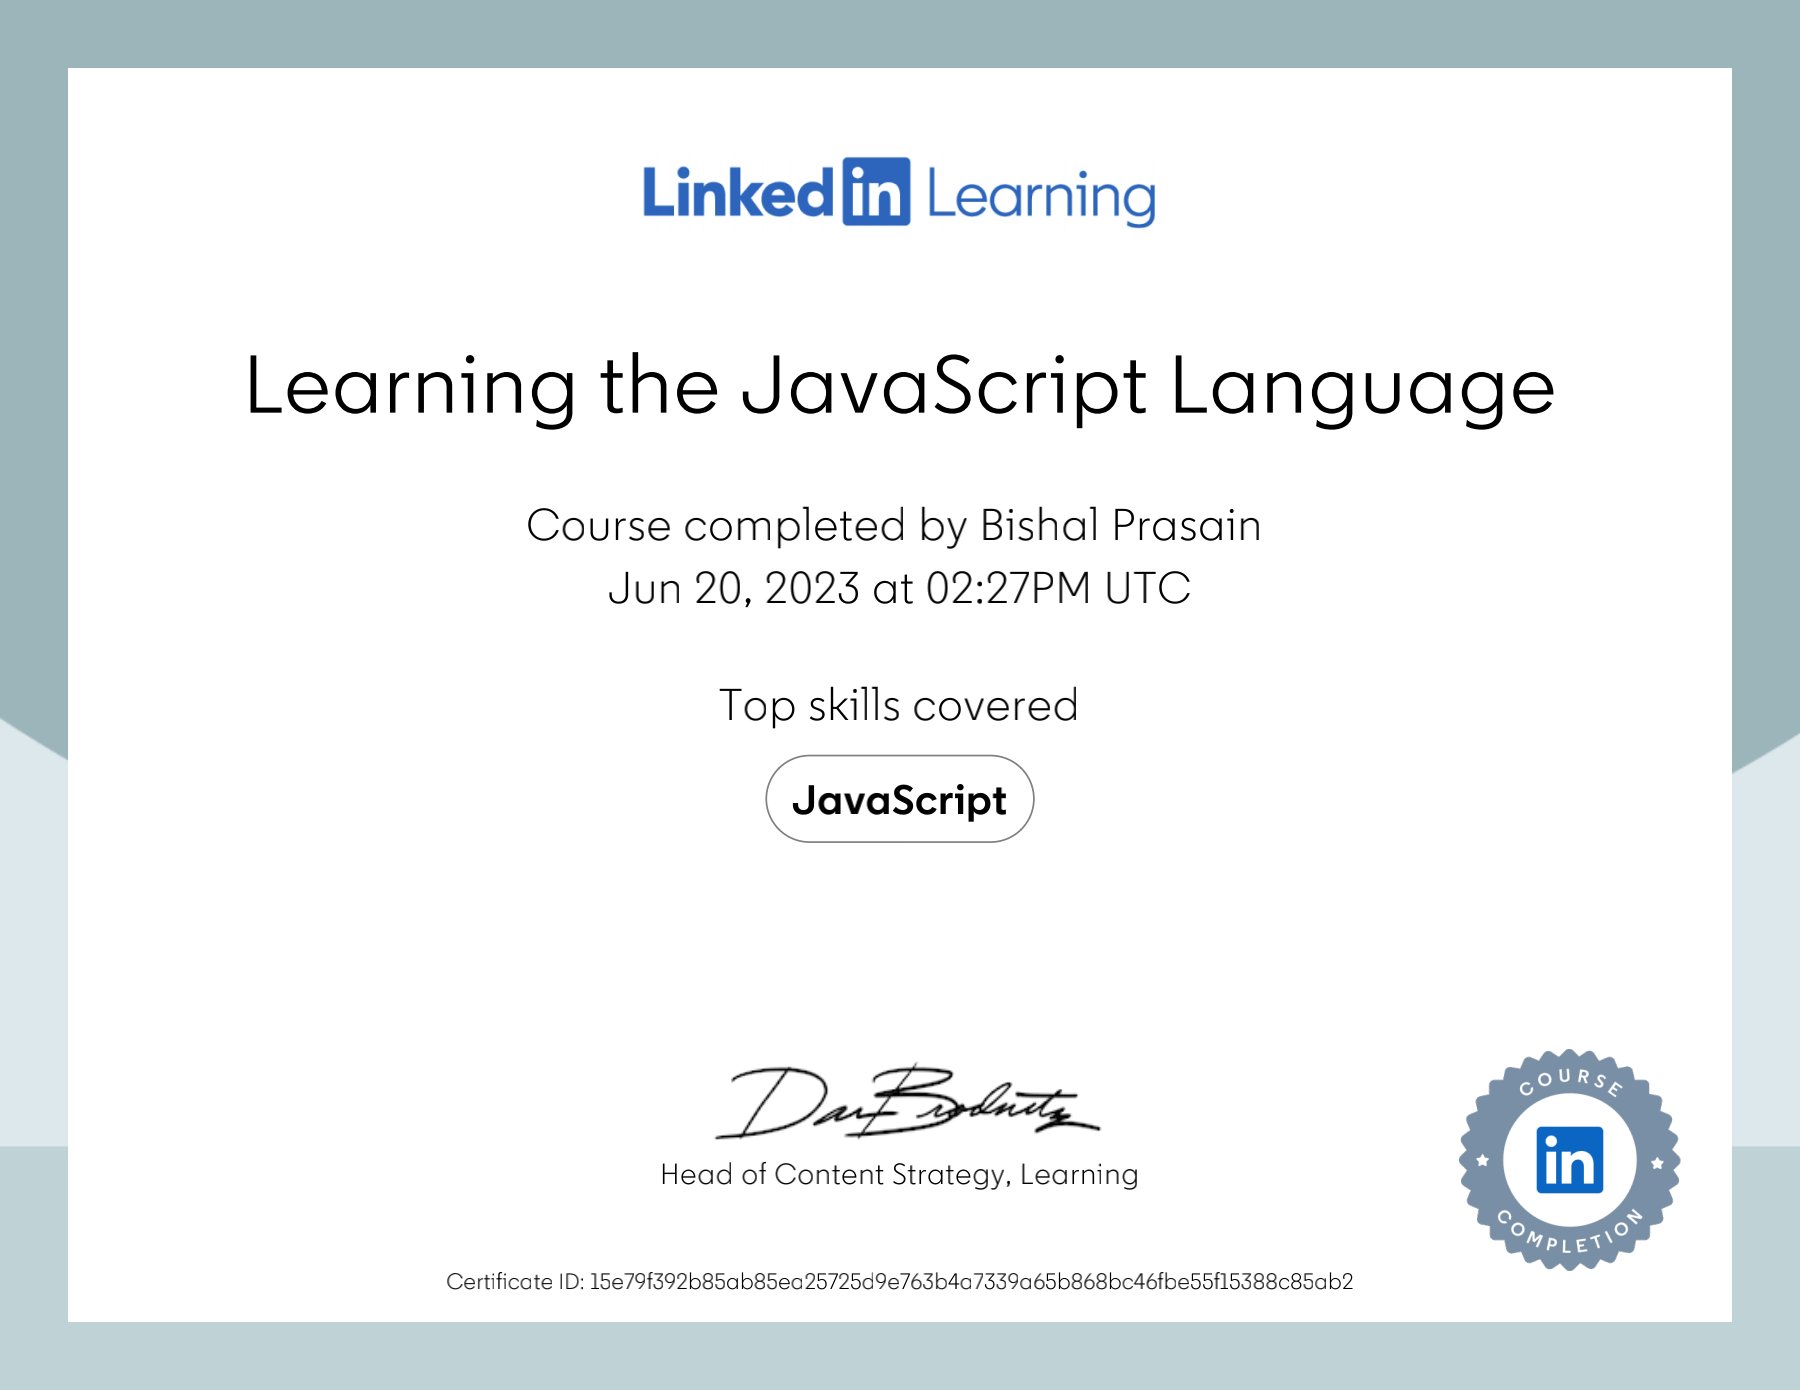 LinkedIn Learning
Learning the JavaScript Language
Course completed by Bishal Prasain
Jun 20, 2023 at 02:27PM UTC
Top skills covered
JavaScript
Dan Brodnitz
Head of Content Strategy, Learning
COURSE
in
COMPLETION
Certificate ID: 15e79f392b85ab85ea25725d9e763b4a7339a65b868bc46fbe55f15388c85ab2